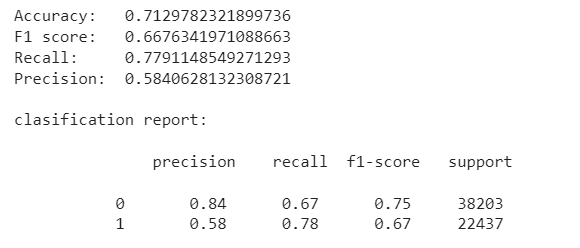 Accuracy: 0.7129782321899736
F1 score: 0.6676341971088663
Recall: 0.7791148549271293
Precision: 0.5840628132308721
clasification report:
precision recall f1-score support
0 0.84 0.67 0.75 38203
1 0.58 0.78 0.67 22437